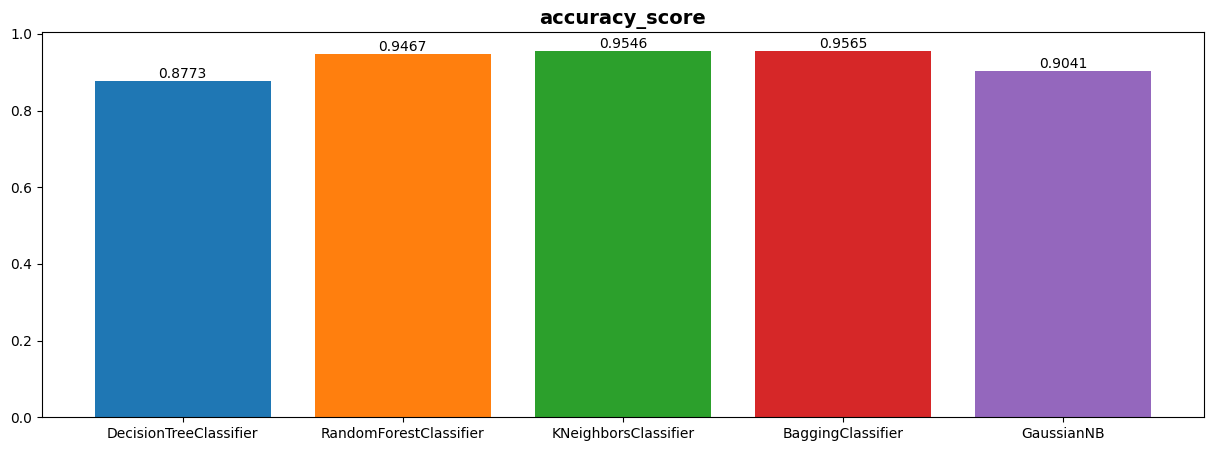 accuracy_score
1.0
0.8
0.6
0.4
0.2
0.0
0.8773
0.9467
0.9546
0.9565
0.9041
DecisionTreeClassifier
RandomForestClassifier
KNeighborsClassifier
BaggingClassifier
GaussianNB